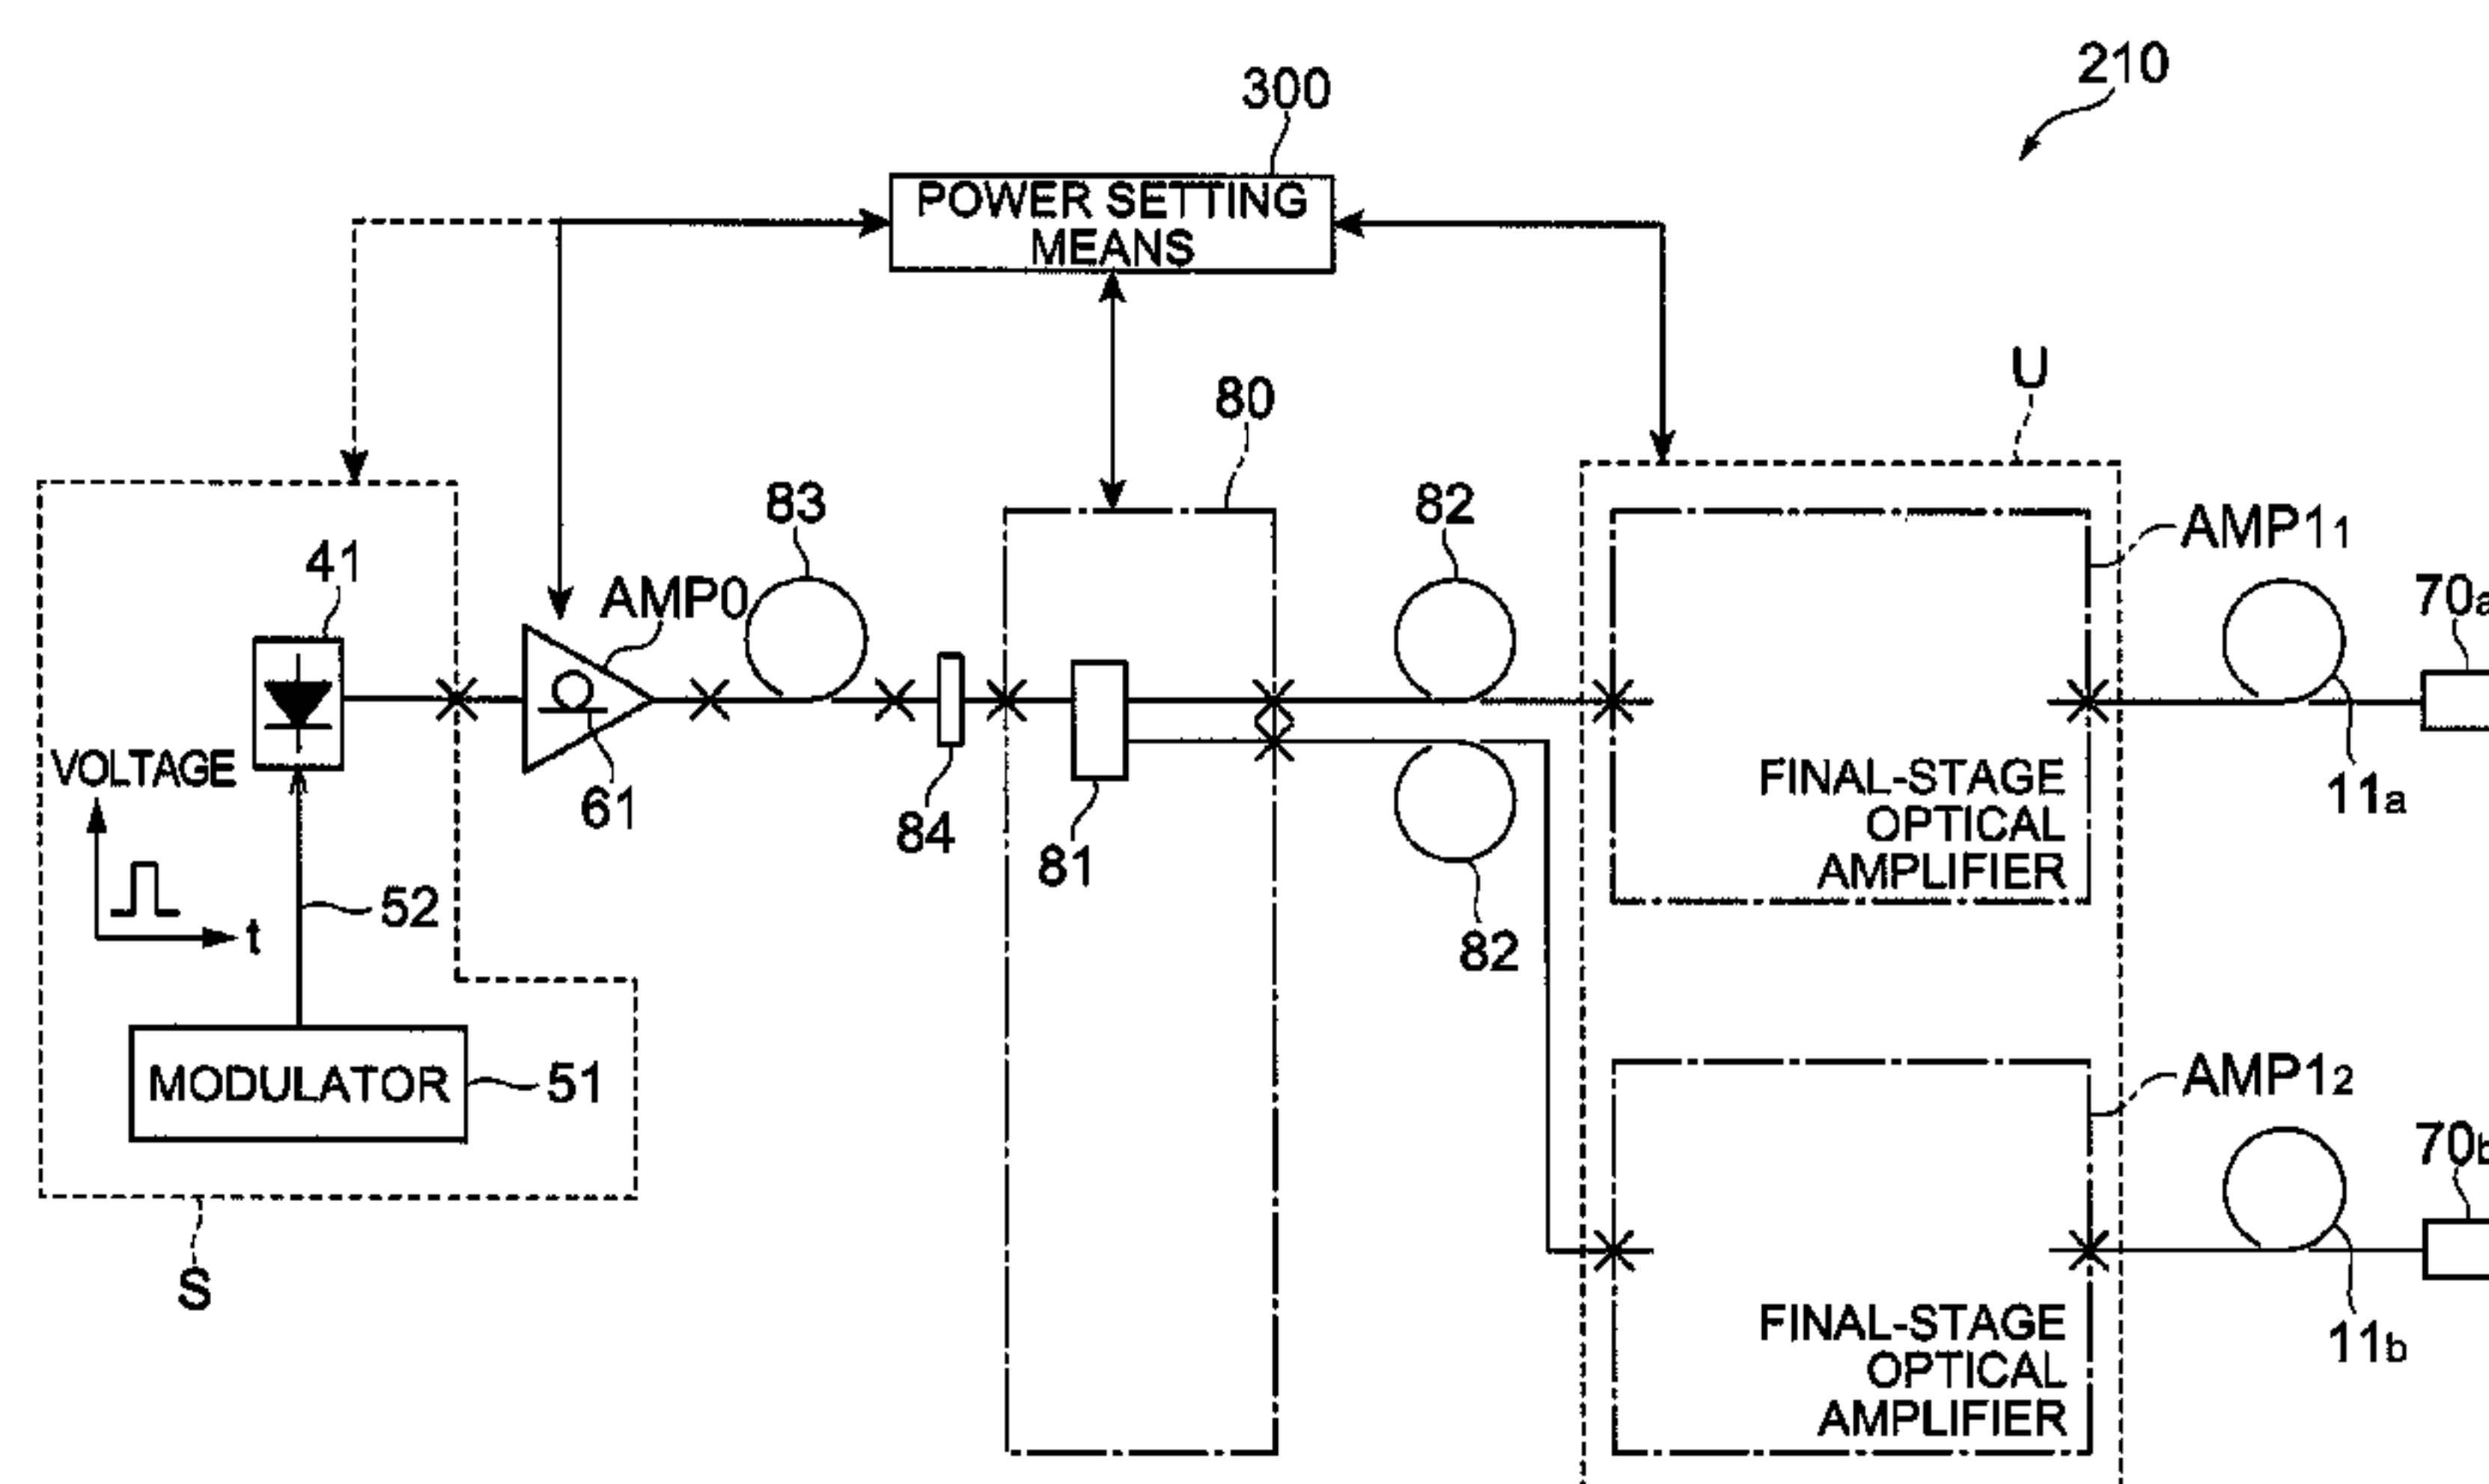 210
300
POWER SETTING
MEANS
U
80
83
82
AMP11
41
AMP0
70a
VOLTAGE
61
84
81
FINAL-STAGE
OPTICAL
AMPLIFIER
11a
52
t
82
MODULATOR
51
AMP12
70b
S
FINAL-STAGE
OPTICAL
AMPLIFIER
11b